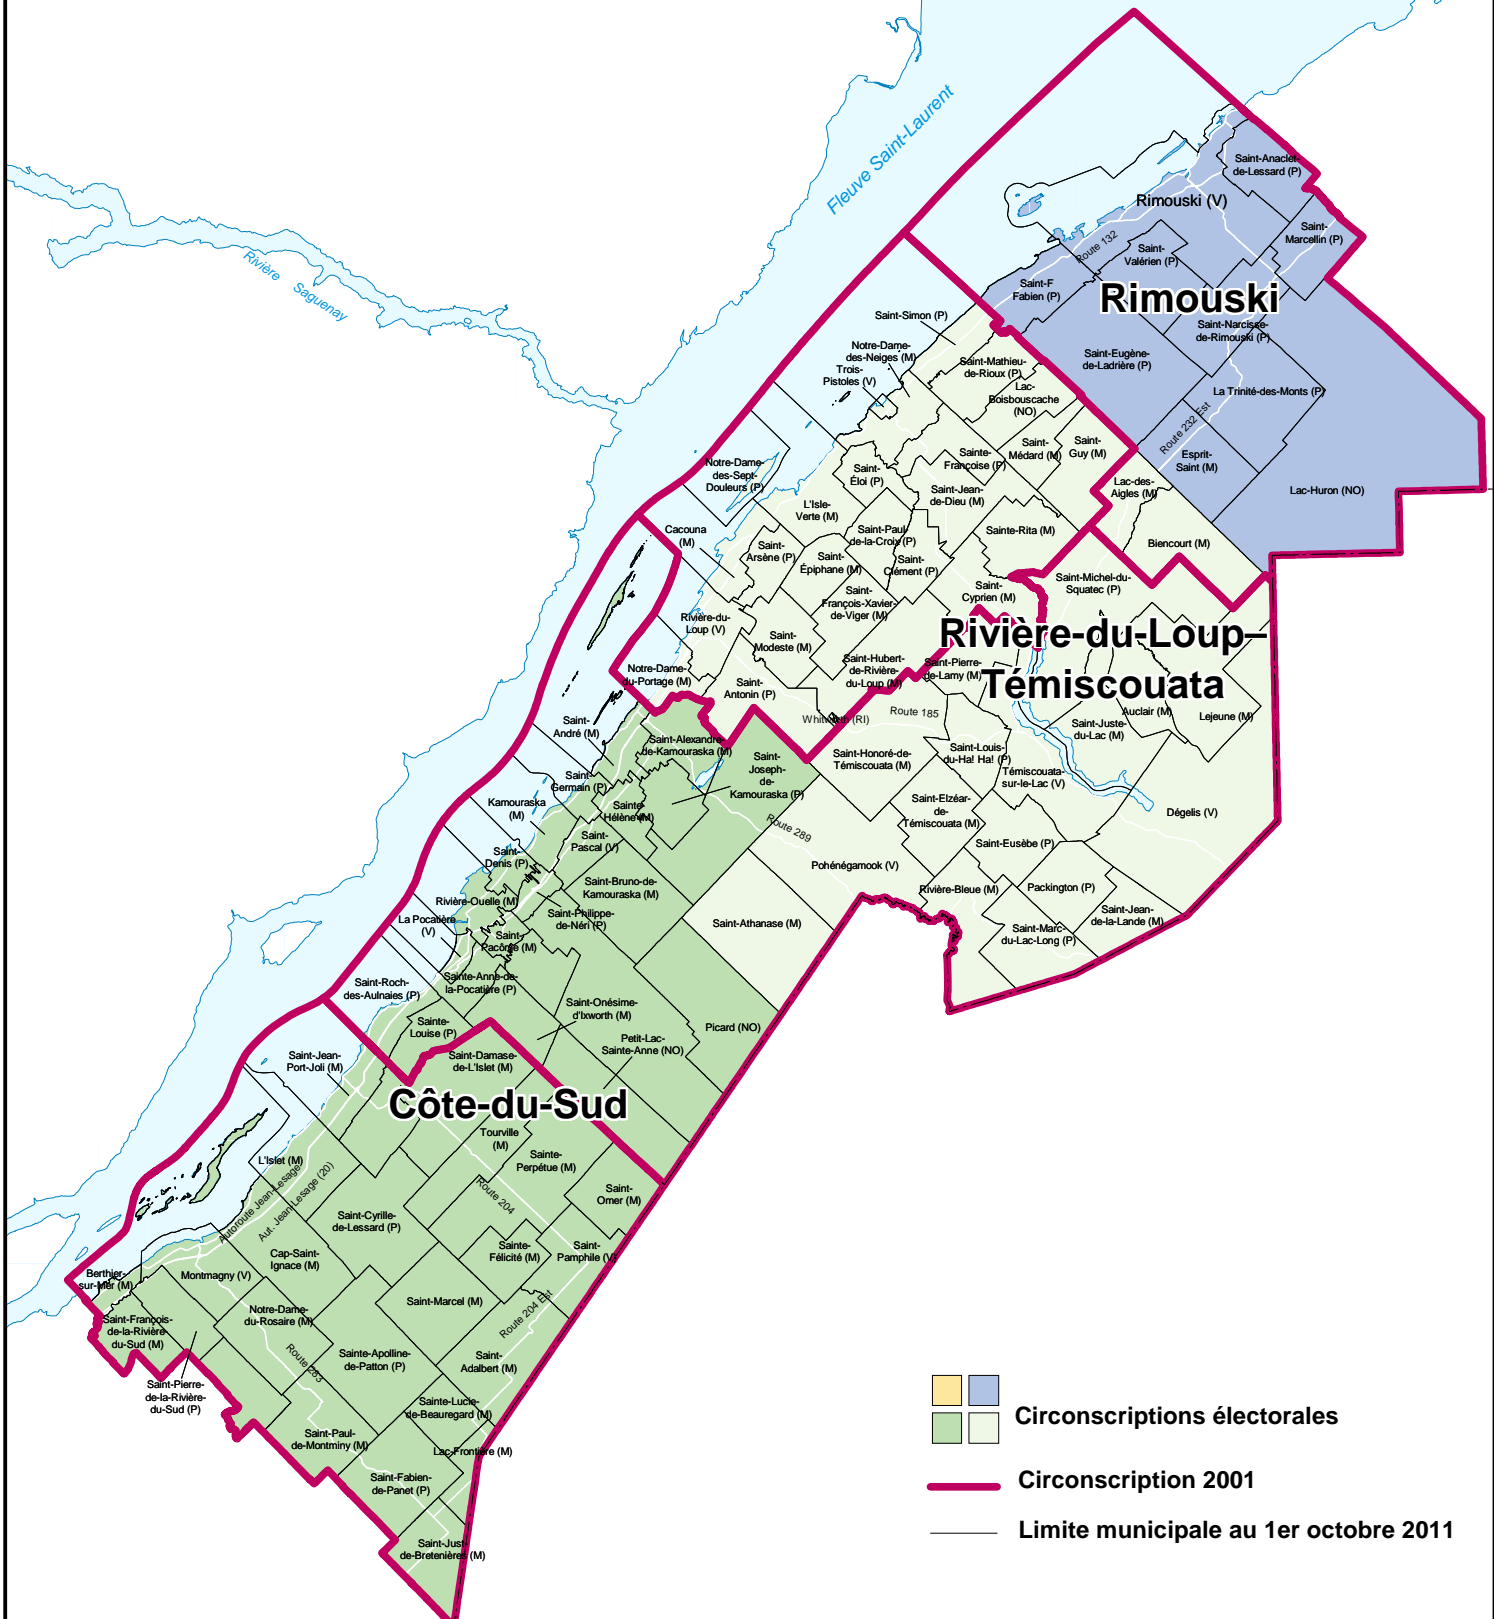 Fleuve Saint-Laurent
Rivière Saguenay
Saint-Anaclet-
de-Lessard (P)
Rimouski (V)
Saint-
Marcellin (P)
Route 132
Saint-
Valérien (P)
Saint-F
Fabien (P)
Rimouski
Saint-Simon (P)
Saint-Narcisse-
de-Rimouski (P)
Notre-Dame-
des-Neiges (M)
Trois-
Pistoles (V)
Saint-Mathieu-
de-Rioux (P)
Saint-Eugène-
de-Ladrière (P)
Lac-
Boisbouscache
(NO)
La Trinité-des-Monts (P)
Route 232 Est
Saint-
Médard (M)
Saint-
Guy (M)
Sainte-
Françoise (P)
Esprit-
Saint (M)
Notre-Dame-
des-Sept-
Douleurs (P)
Saint-
Éloi (P)
Lac-des-
Aigles (M)
Lac-Huron (NO)
Saint-Jean-
de-Dieu (M)
L'Isle-
Verte (M)
Cacouna
(M)
Saint-Paul-
de-la-Croix (P)
Sainte-Rita (M)
Biencourt (M)
Saint-
Arsène (P)
Saint-
Épiphane (M)
Saint-
Clément (P)
Saint-Michel-du-
Squatec (P)
Saint-
Cyprien (M)
Saint-
François-Xavier-
de-Viger (M)
Rivière-du-
Loup (V)
Saint-
Modeste (M)
Rivière-du-Loup–
Témiscouata
Saint-Hubert-
de-Rivière-
du-Loup (M)
Saint-Pierre-
de-Lamy (M)
Notre-Dame-
du-Portage (M)
Saint-
Antonin (P)
Whitworth (RI)
Route 185
Auclair (M)
Lejeune (M)
Saint-Juste-
du-Lac (M)
Saint-
André (M)
Saint-Alexandre-
de-Kamouraska (M)
Saint-
Joseph-
de-
Kamouraska (P)
Saint-Honoré-de-
Témiscouata (M)
Saint-Louis-
du-Ha! Ha! (P)
Témiscouata-
sur-le-Lac (V)
Saint-
Germain (P)
Kamouraska
(M)
Sainte-
Hélène (M)
Saint-Elzéar-
de-
Témiscouata (M)
Dégelis (V)
Route 289
Saint-
Pascal (V)
Saint-Eusèbe (P)
Saint-
Denis (P)
Pohénégamook (V)
Saint-Bruno-de-
Kamouraska (M)
Rivière-Bleue (M)
Packington (P)
Rivière-Ouelle (M)
Saint-Philippe-
de-Néri (P)
La Pocatière
(V)
Saint-Athanase (M)
Saint-Jean-
de-la-Lande (M)
Saint-Marc-
du-Lac-Long (P)
Saint-
Pacôme (M)
Sainte-Anne-de-
la-Pocatière (P)
Saint-Roch-
des-Aulnaies (P)
Saint-Onésime-
d'Ixworth (M)
Sainte-
Louise (P)
Picard (NO)
Petit-Lac-
Sainte-Anne (NO)
Saint-Jean-
Port-Joli (M)
Saint-Damase-
de-L'Islet (M)
Côte-du-Sud
Tourville
(M)
L'Islet (M)
Sainte-
Perpétue (M)
Autoroute Jean-Lesage
Aut. Jean-Lesage (20)
Route 204
Saint-
Omer (M)
Saint-Cyrille-
de-Lessard (P)
Sainte-
Félicité (M)
Saint-
Pamphile (V)
Cap-Saint-
Ignace (M)
Berthier-
sur-Mer (M)
Montmagny (V)
Saint-Marcel (M)
Notre-Dame-
du-Rosaire (M)
Route 204 Est
Saint-François-
de-la-Rivière-
du-Sud (M)
Route 283
Sainte-Apolline-
de-Patton (P)
Saint-
Adalbert (M)
Saint-Pierre-
de-la-Rivière-
du-Sud (P)
Sainte-Lucie-
de-Beauregard (M)
Saint-Paul-
de-Montminy (M)
Lac-Frontière (M)
Saint-Fabien-
de-Panet (P)
Saint-Just-
de-Bretenières (M)
Circonscriptions électorales
Circonscription 2001
Limite municipale au 1er octobre 2011